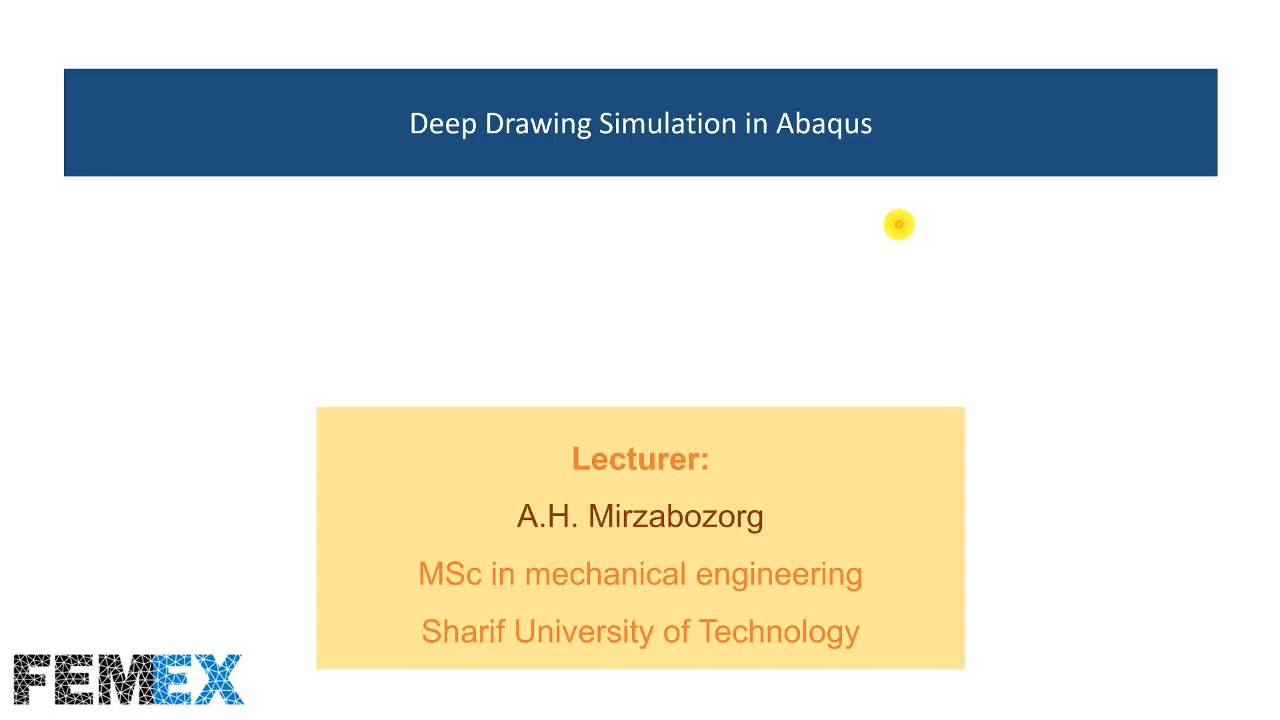 Deep Drawing Simulation in Abaqus
Lecturer:
A.H. Mirzabozorg
MSc in mechanical engineering
Sharif University of Technology
FEMEX